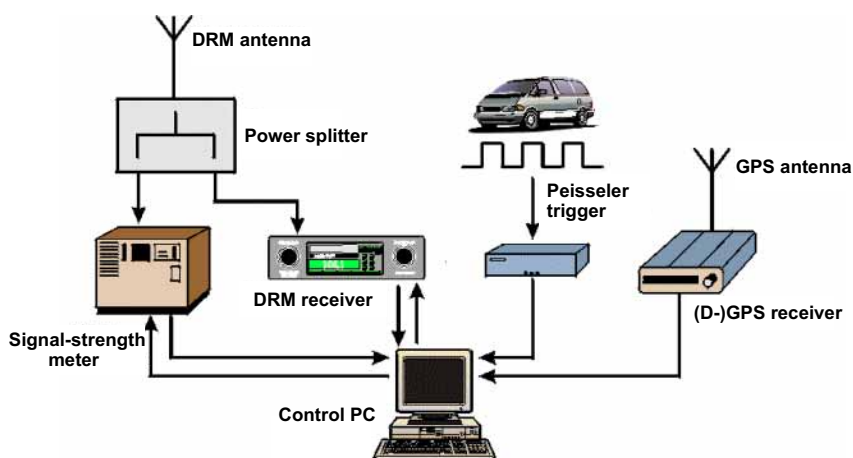 DRM antenna
Power splitter
GPS antenna
Peisseler
trigger
DRM receiver
(D-)GPS receiver
Signal-strength
meter
Control PC